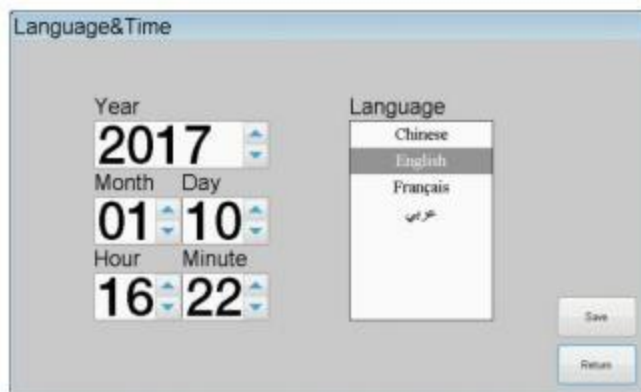 Language&Time
Year
2017
Month Day
01 10
Hour Minute
16 22
Language
Chinese
English
Français
عربي
Save
Return